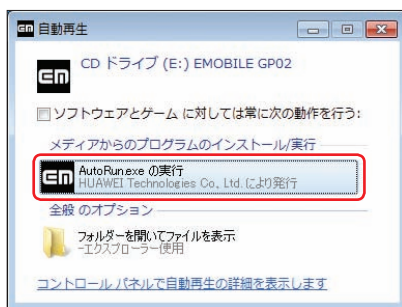 自動再生
CD ドライブ (E:) EMOBILE GP02
ソフトウェアとゲーム に対しては常に次の動作を行う:
メディアからのプログラムのインストール/実行
AutoRun.exe の実行
HUAWEI Technologies Co., Ltd. により発行
全般 のオプション
フォルダーを開いてファイルを表示
-エクスプローラー使用
コントロール パネルで自動再生の詳細を表示します